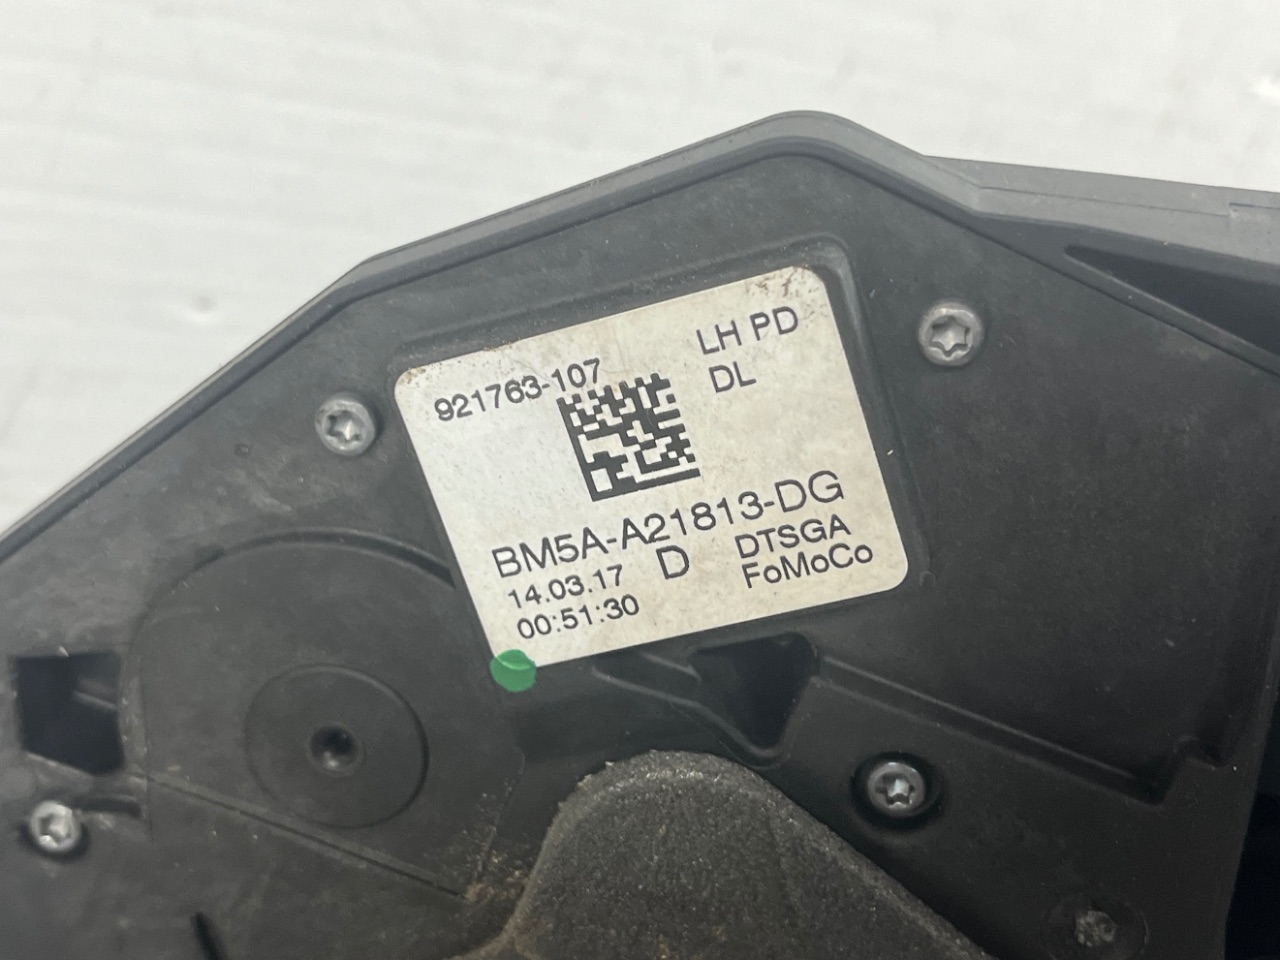 921763-107
LH PD
DL
BM5A-A21813-DG
14.03.17
D
DTSGA
00:51:30
FoMoCo